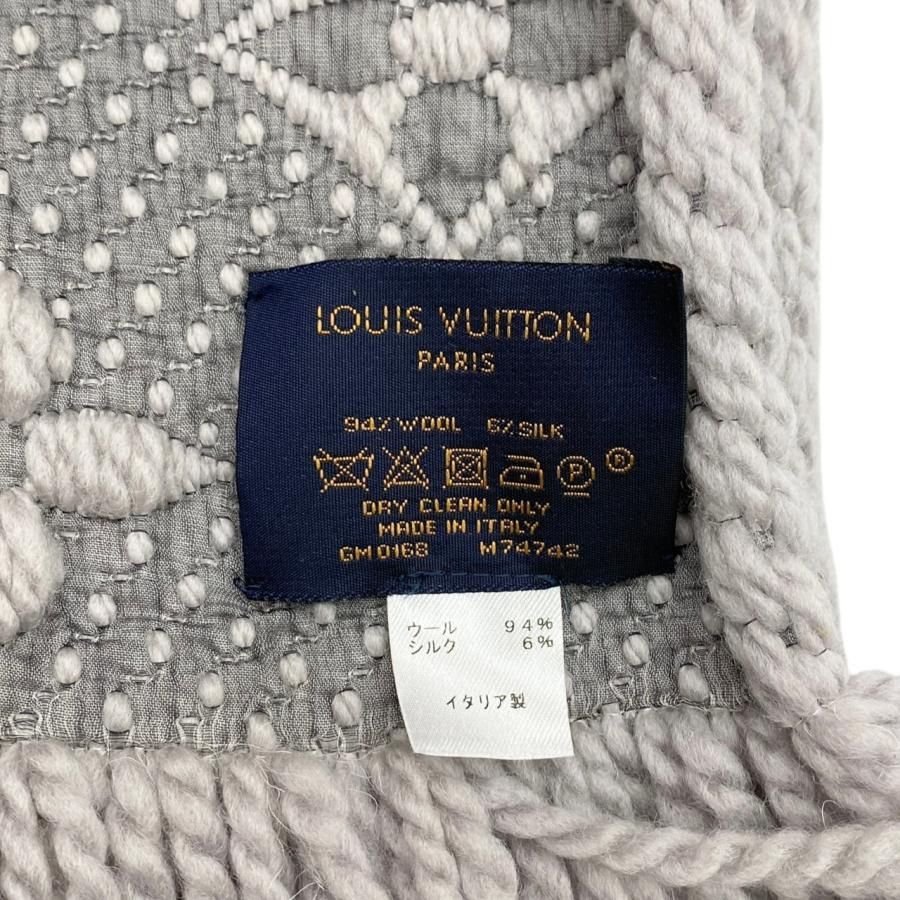 LOUIS VUITTON
PARIS
94% WOOL 6% SILK
P ®
DRY CLEAN ONLY
MADE IN ITALY
GM0168 M74742
ウール 94%
シルク 6%
イタリア製